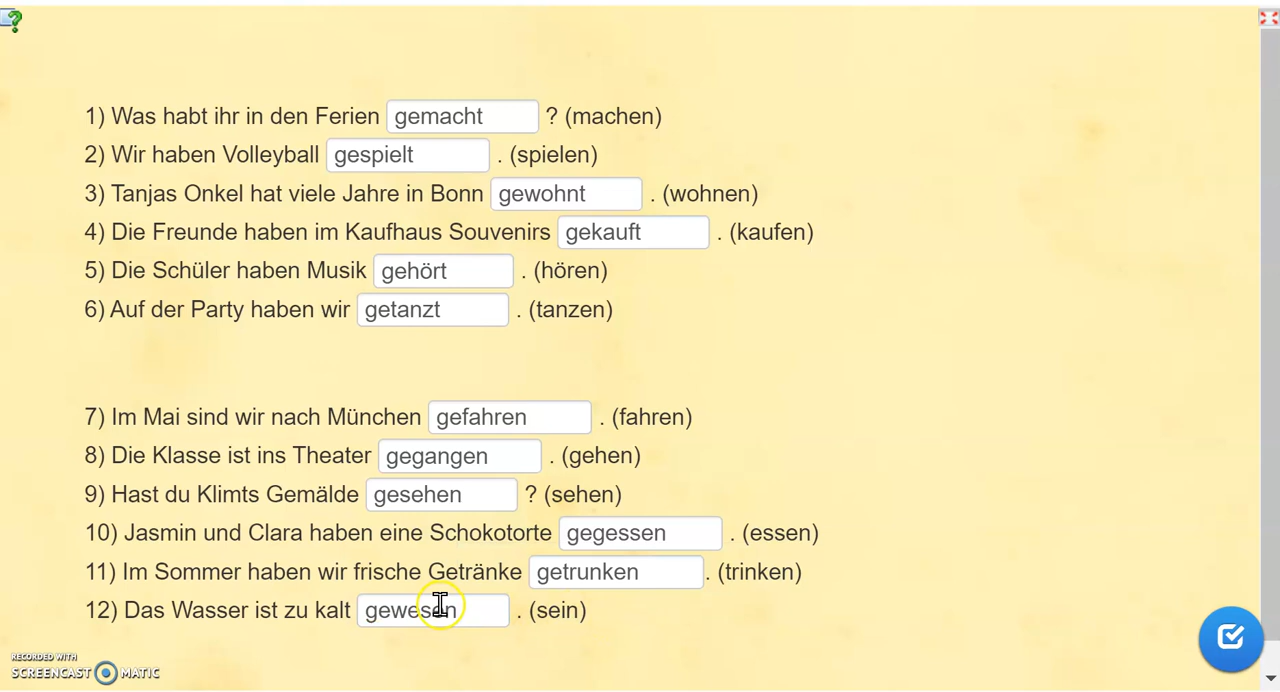 1) Was habt ihr in den Ferien gemacht ? (machen)
2) Wir haben Volleyball gespielt . (spielen)
3) Tanjas Onkel hat viele Jahre in Bonn gewohnt . (wohnen)
4) Die Freunde haben im Kaufhaus Souvenirs gekauft . (kaufen)
5) Die Schüler haben Musik gehört . (hören)
6) Auf der Party haben wir getanzt . (tanzen)
7) Im Mai sind wir nach München gefahren . (fahren)
8) Die Klasse ist ins Theater gegangen . (gehen)
9) Hast du Klimts Gemälde gesehen ? (sehen)
10) Jasmin und Clara haben eine Schokotorte gegessen . (essen)
11) Im Sommer haben wir frische Getränke getrunken . (trinken)
12) Das Wasser ist zu kalt gewesen . (sein)
RECORDED WITH
SCREENCAST MATIC